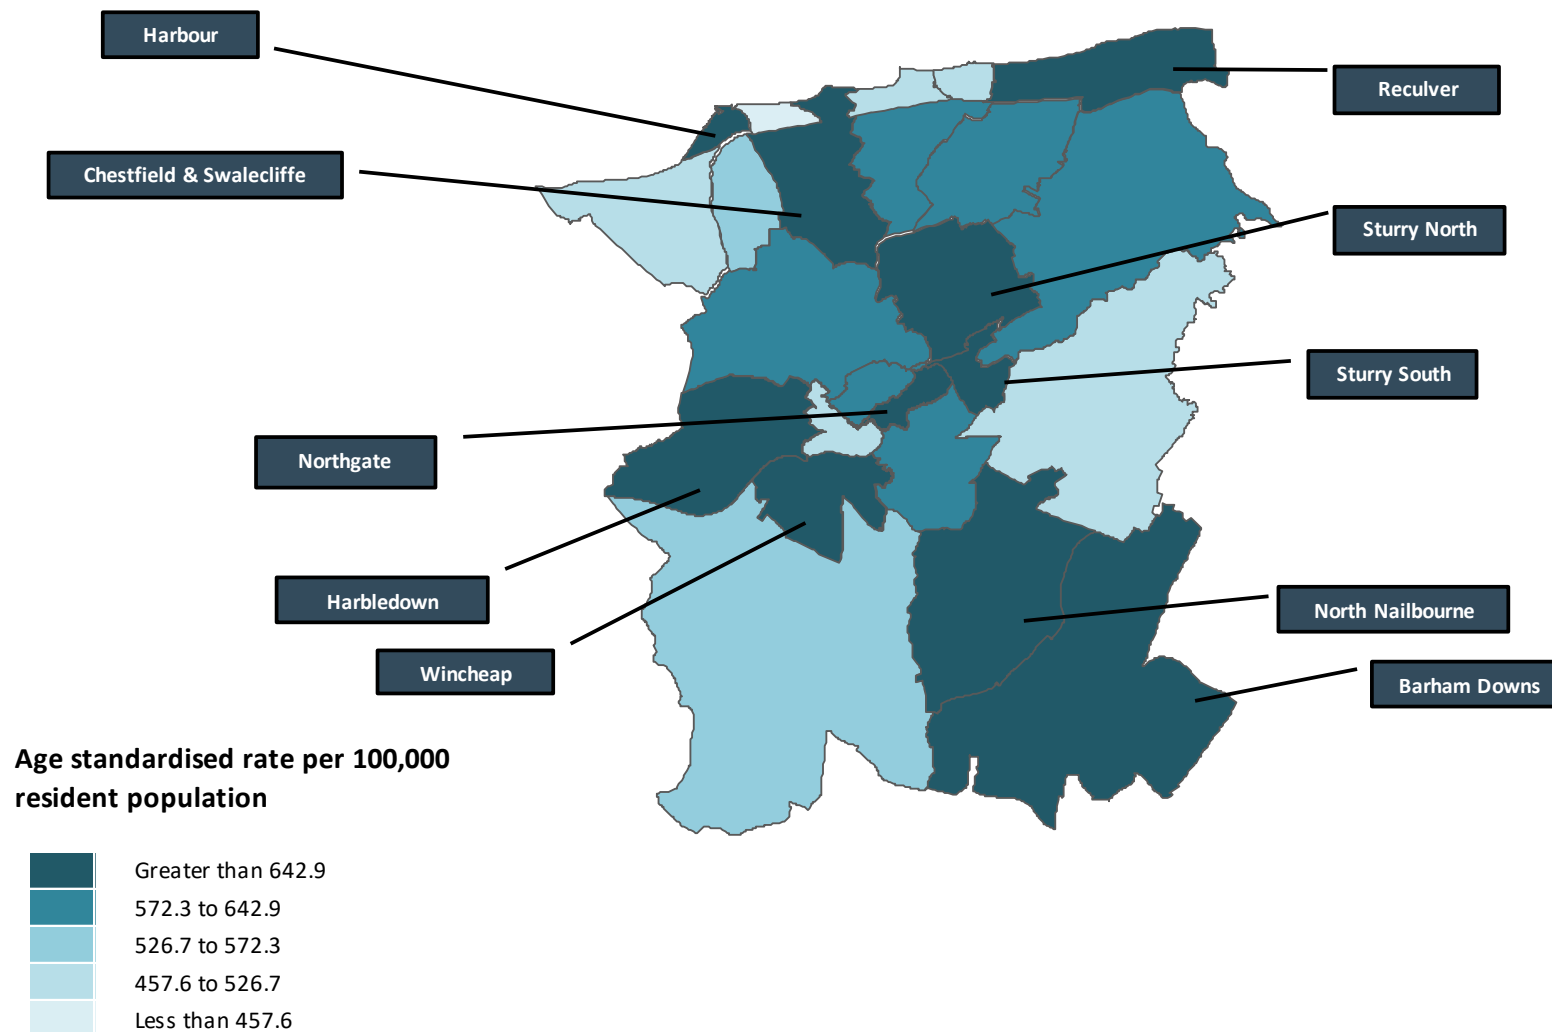 Harbour
Reculver
Chestfield & Swalecliffe
Sturry North
Sturry South
Northgate
Harbledown
North Nailbourne
Wincheap
Barham Downs
Age standardised rate per 100,000
resident population
Greater than 642.9
572.3 to 642.9
526.7 to 572.3
457.6 to 526.7
Less than 457.6